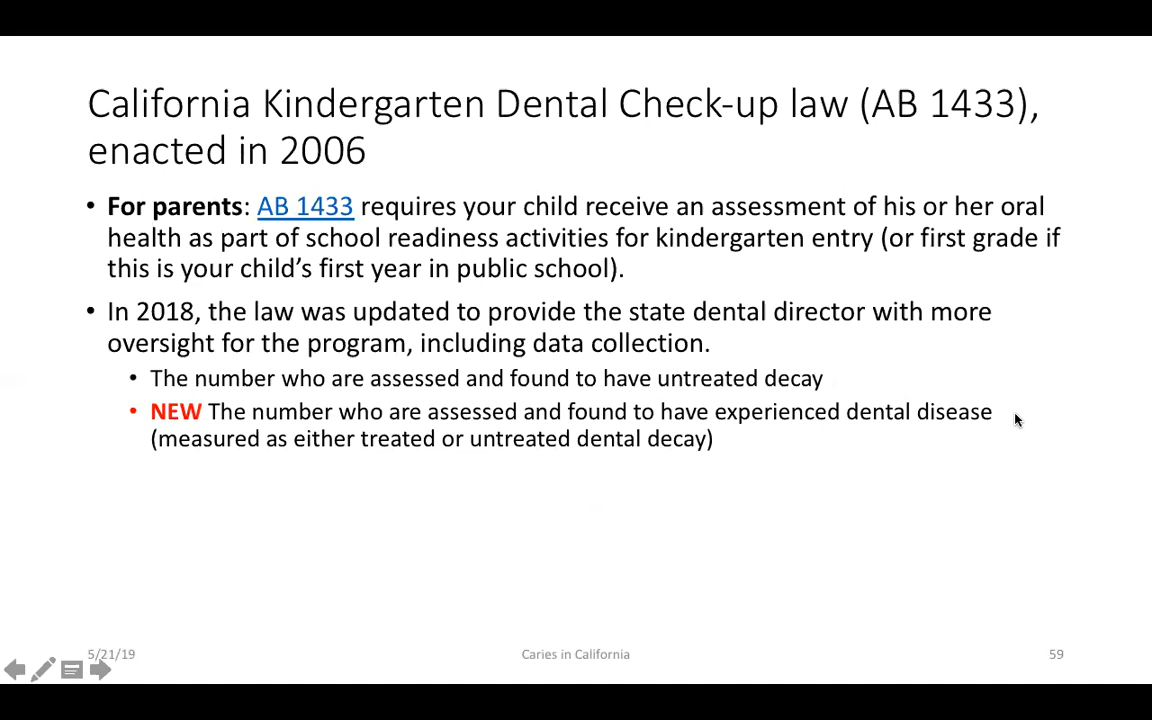 California Kindergarten Dental Check-up law (AB 1433),
enacted in 2006
• For parents: AB 1433 requires your child receive an assessment of his or her oral
health as part of school readiness activities for kindergarten entry (or first grade if
this is your child’s first year in public school).
• In 2018, the law was updated to provide the state dental director with more
oversight for the program, including data collection.
• The number who are assessed and found to have untreated decay
• NEW The number who are assessed and found to have experienced dental disease
(measured as either treated or untreated dental decay)
5/21/19
Caries in California
59